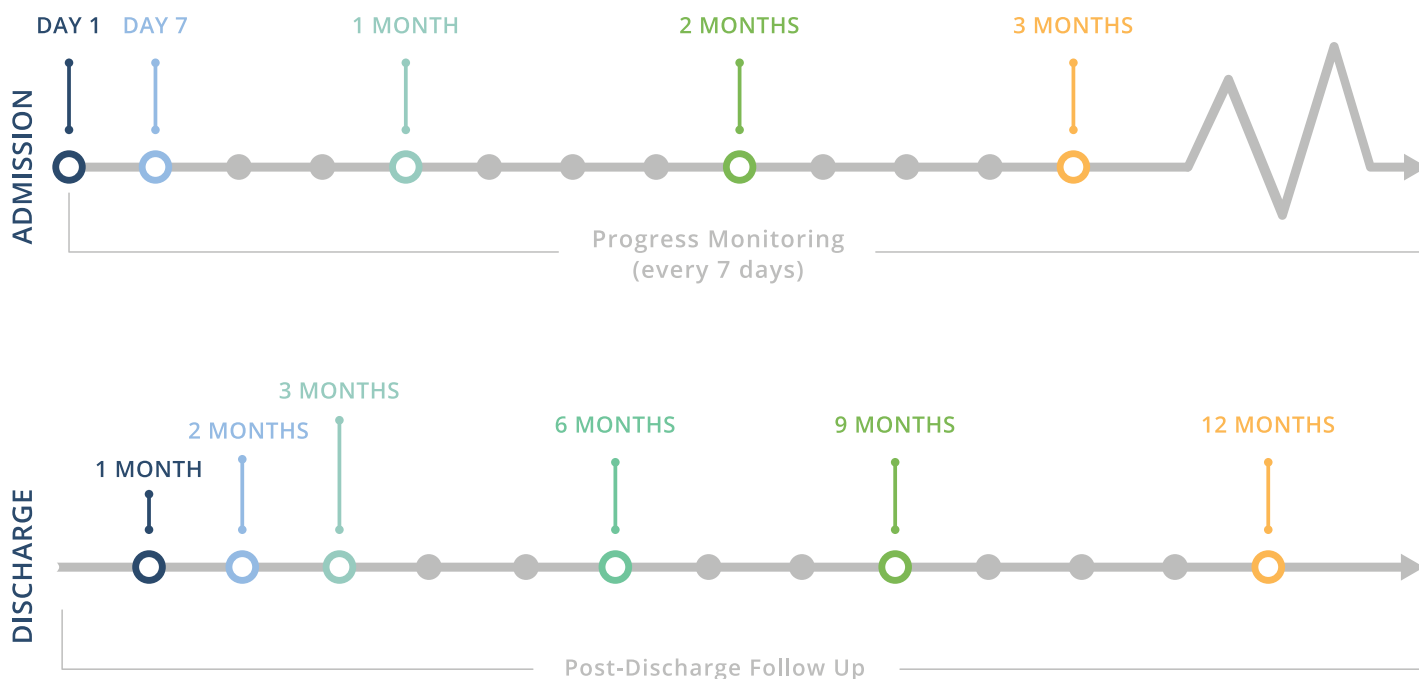 DAY 1
DAY 7
1 MONTH
2 MONTHS
3 MONTHS
ADMISSION
Progress Monitoring
(every 7 days)
3 MONTHS
2 MONTHS
1 MONTH
6 MONTHS
9 MONTHS
12 MONTHS
DISCHARGE
Post-Discharge Follow Up